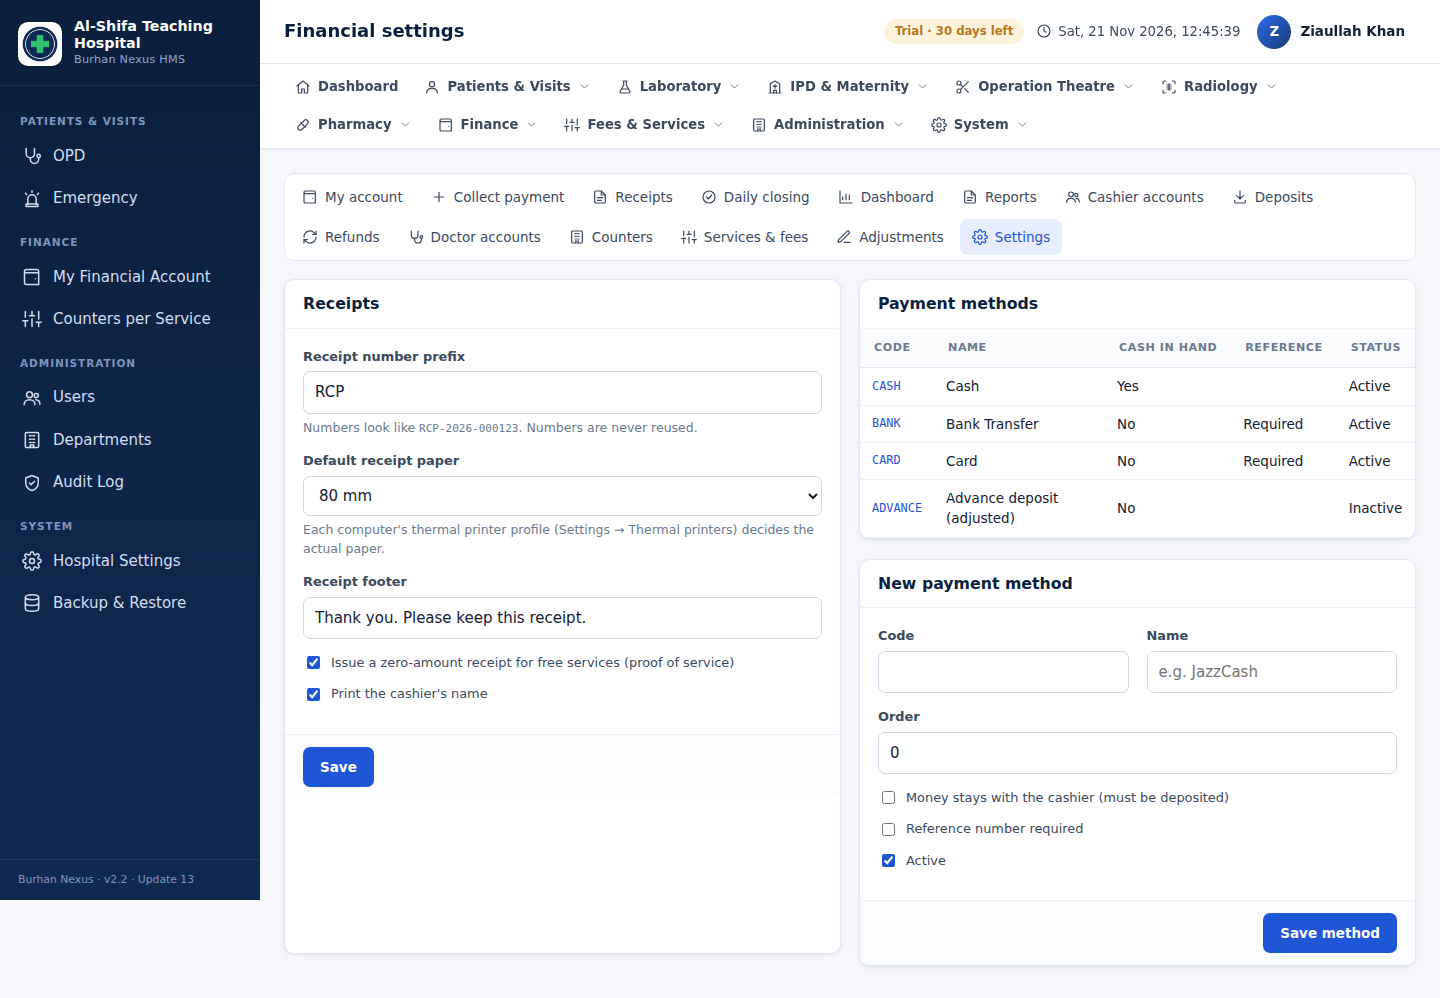 Al-Shifa Teaching
Hospital
Burhan Nexus HMS
PATIENTS & VISITS
OPD
Emergency
FINANCE
My Financial Account
Counters per Service
ADMINISTRATION
Users
Departments
Audit Log
SYSTEM
Hospital Settings
Backup & Restore
Burhan Nexus · v2.2 · Update 13
Financial settings
Trial · 30 days left
Sat, 21 Nov 2026, 12:45:39
Z
Ziaullah Khan
Dashboard Patients & Visits Laboratory IPD & Maternity Operation Theatre Radiology
Pharmacy Finance Fees & Services Administration System
My account Collect payment Receipts Daily closing Dashboard Reports Cashier accounts Deposits
Refunds Doctor accounts Counters Services & fees Adjustments Settings
Receipts
Receipt number prefix
RCP
Numbers look like RCP-2026-000123. Numbers are never reused.
Default receipt paper
80 mm
Each computer's thermal printer profile (Settings → Thermal printers) decides the
actual paper.
Receipt footer
Thank you. Please keep this receipt.
Issue a zero-amount receipt for free services (proof of service)
Print the cashier's name
Save
Payment methods
CODE NAME CASH IN HAND REFERENCE STATUS
CASH Cash Yes Active
BANK Bank Transfer No Required Active
CARD Card No Required Active
ADVANCE Advance deposit (adjusted) No Inactive
New payment method
Code Name
e.g. JazzCash
Order
0
Money stays with the cashier (must be deposited)
Reference number required
Active
Save method